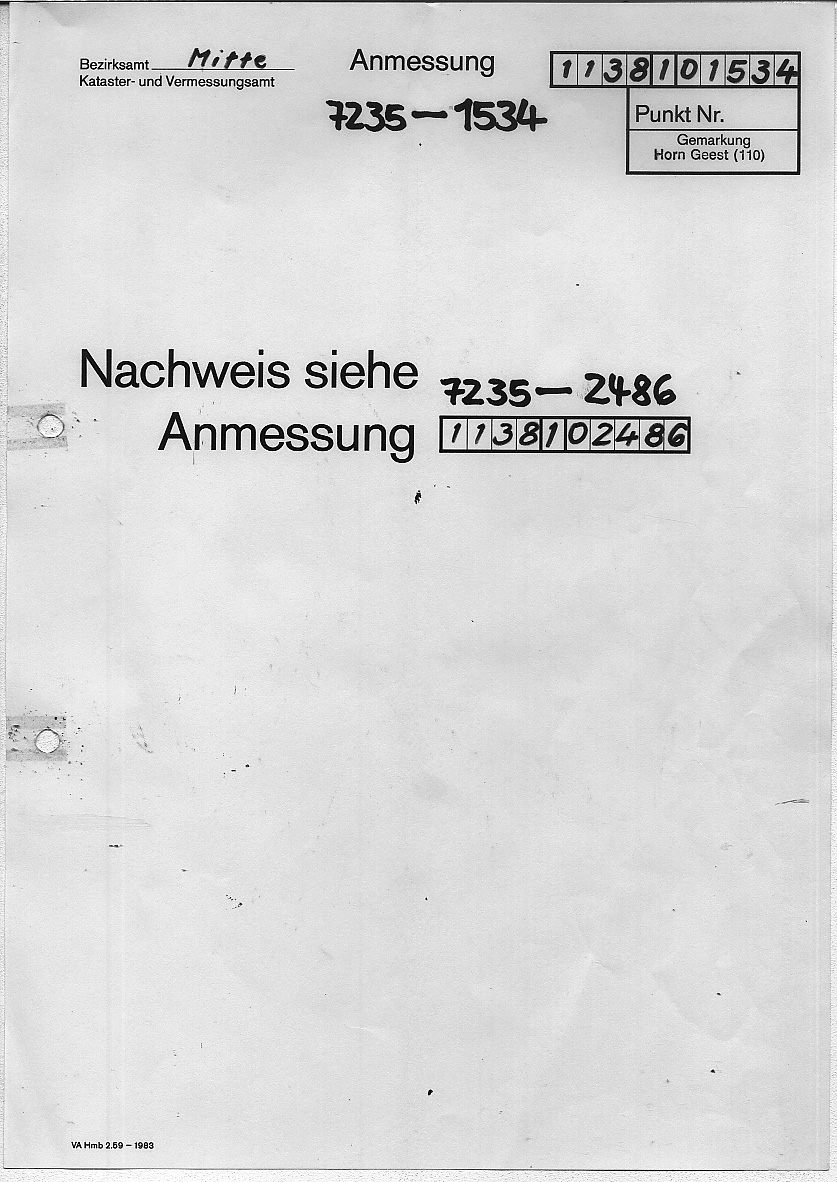 Bezirksamt Mitte
Kataster- und Vermessungsamt
Anmessung
7235 – 1534
1138101534
Punkt Nr.
Gemarkung
Horn Geest (110)
Nachweis siehe 7235 – 2486
Anmessung 1138102486
VA Hmb 2.59 – 1983